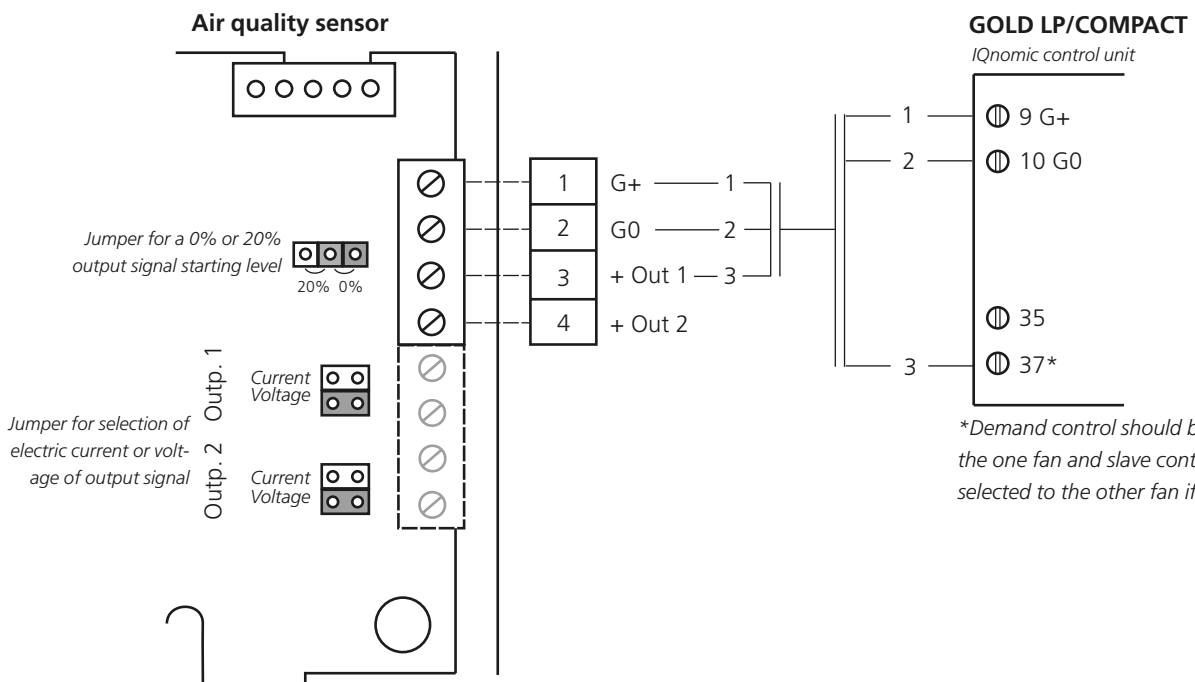 Air quality sensor
GOLD LP/COMPACT
IQnomic control unit
1
9 G+
2
10 G0
1 G+ 1
2 G0 2
3 + Out 1 3
4 + Out 2
Jumper for a 0% or 20%
output signal starting level
20% 0%
35
3
37*
Outp. 1
Current
Voltage
Jumper for selection of
electric current or volt-
age of output signal
Outp. 2
Current
Voltage
*Demand control should
the one fan and slave
selected to the other fan